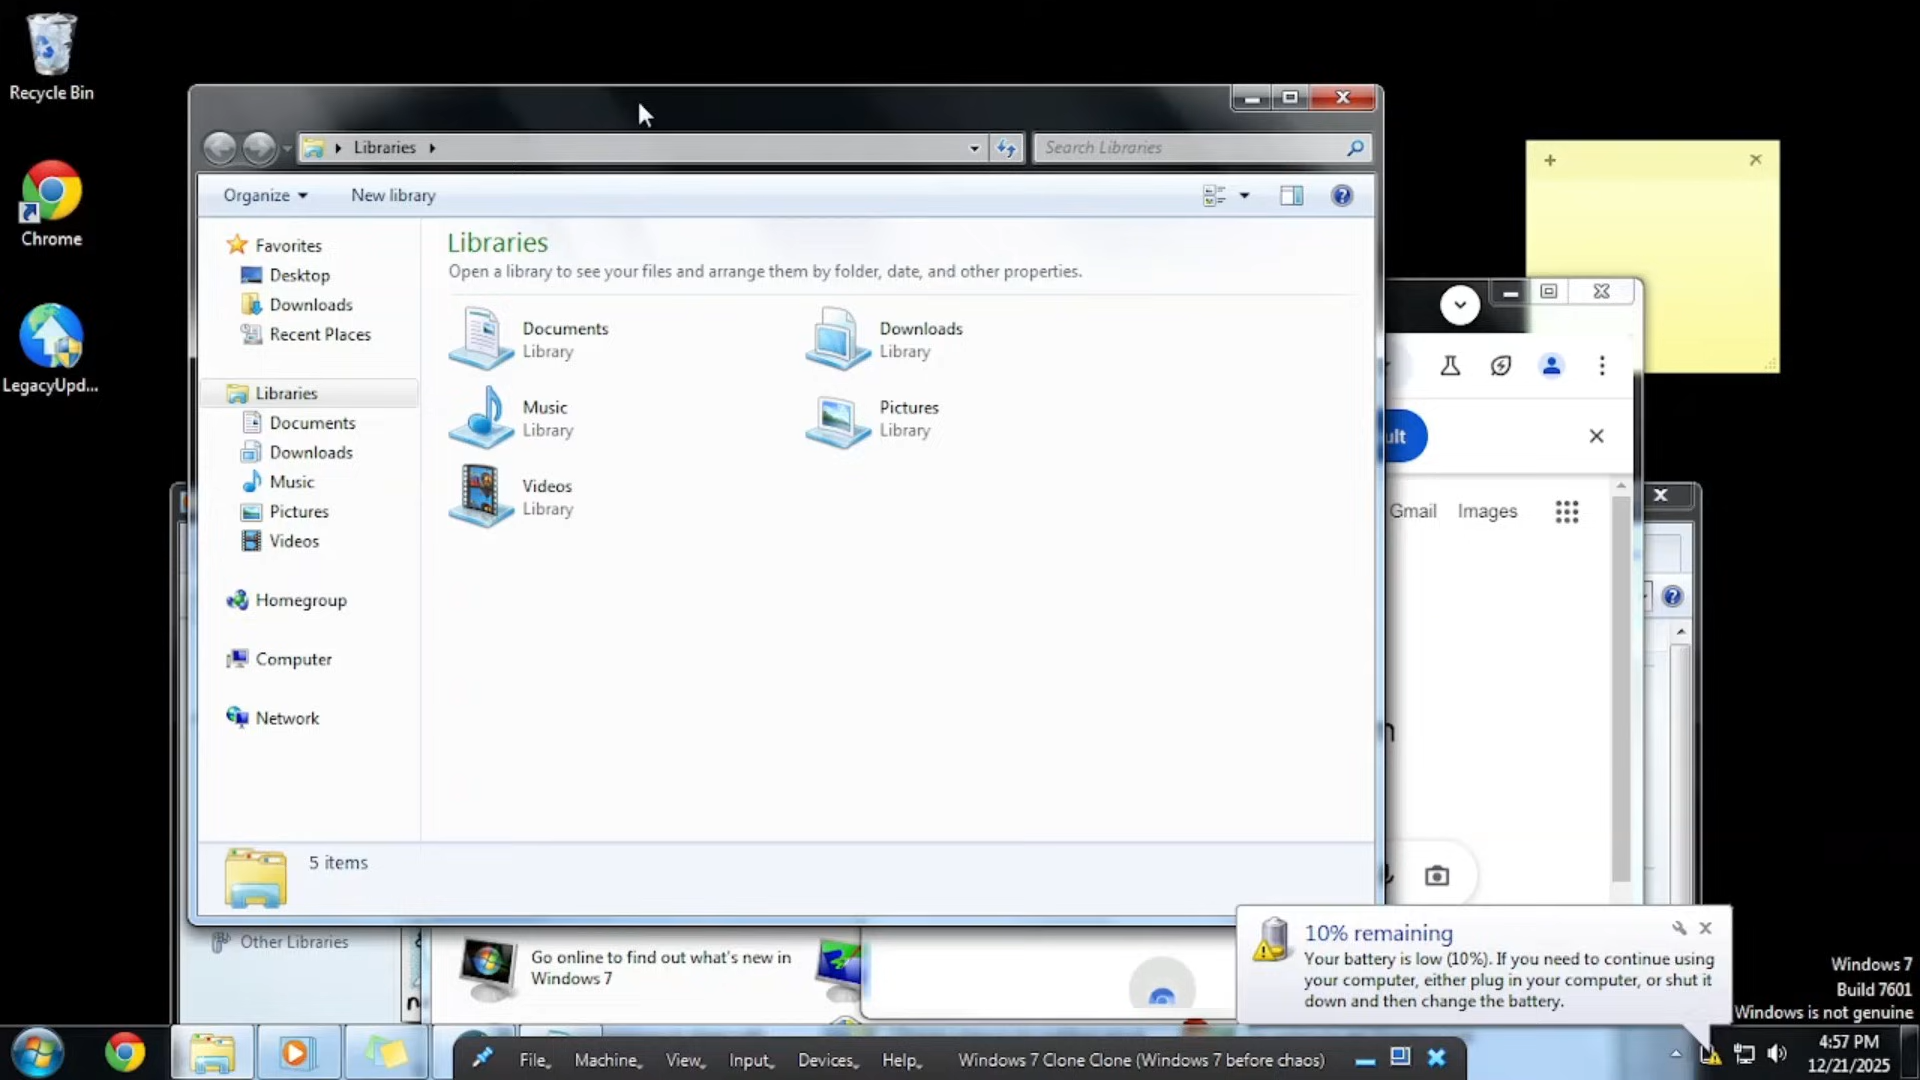 Recycle Bin
Chrome
LegacyUpd...
Libraries
Search Libraries
Organize
New library
Favorites
Desktop
Downloads
Recent Places
Libraries
Documents
Downloads
Music
Pictures
Videos
Homegroup
Computer
Network
Libraries
Open a library to see your files and arrange them by folder, date, and other properties.
Documents
Library
Downloads
Library
Music
Library
Pictures
Library
Videos
Library
5 items
ult
Gmail Images
Other Libraries
Go online to find out what's new in
Windows 7
10% remaining
Your battery is low (10%). If you need to continue using
your computer, either plug in your computer, or shut it
down and then change the battery.
Windows 7
Build 7601
Windows is not genuine
File Machine View Input Devices Help Windows 7 Clone Clone (Windows 7 before chaos)
4:57 PM
12/21/2025